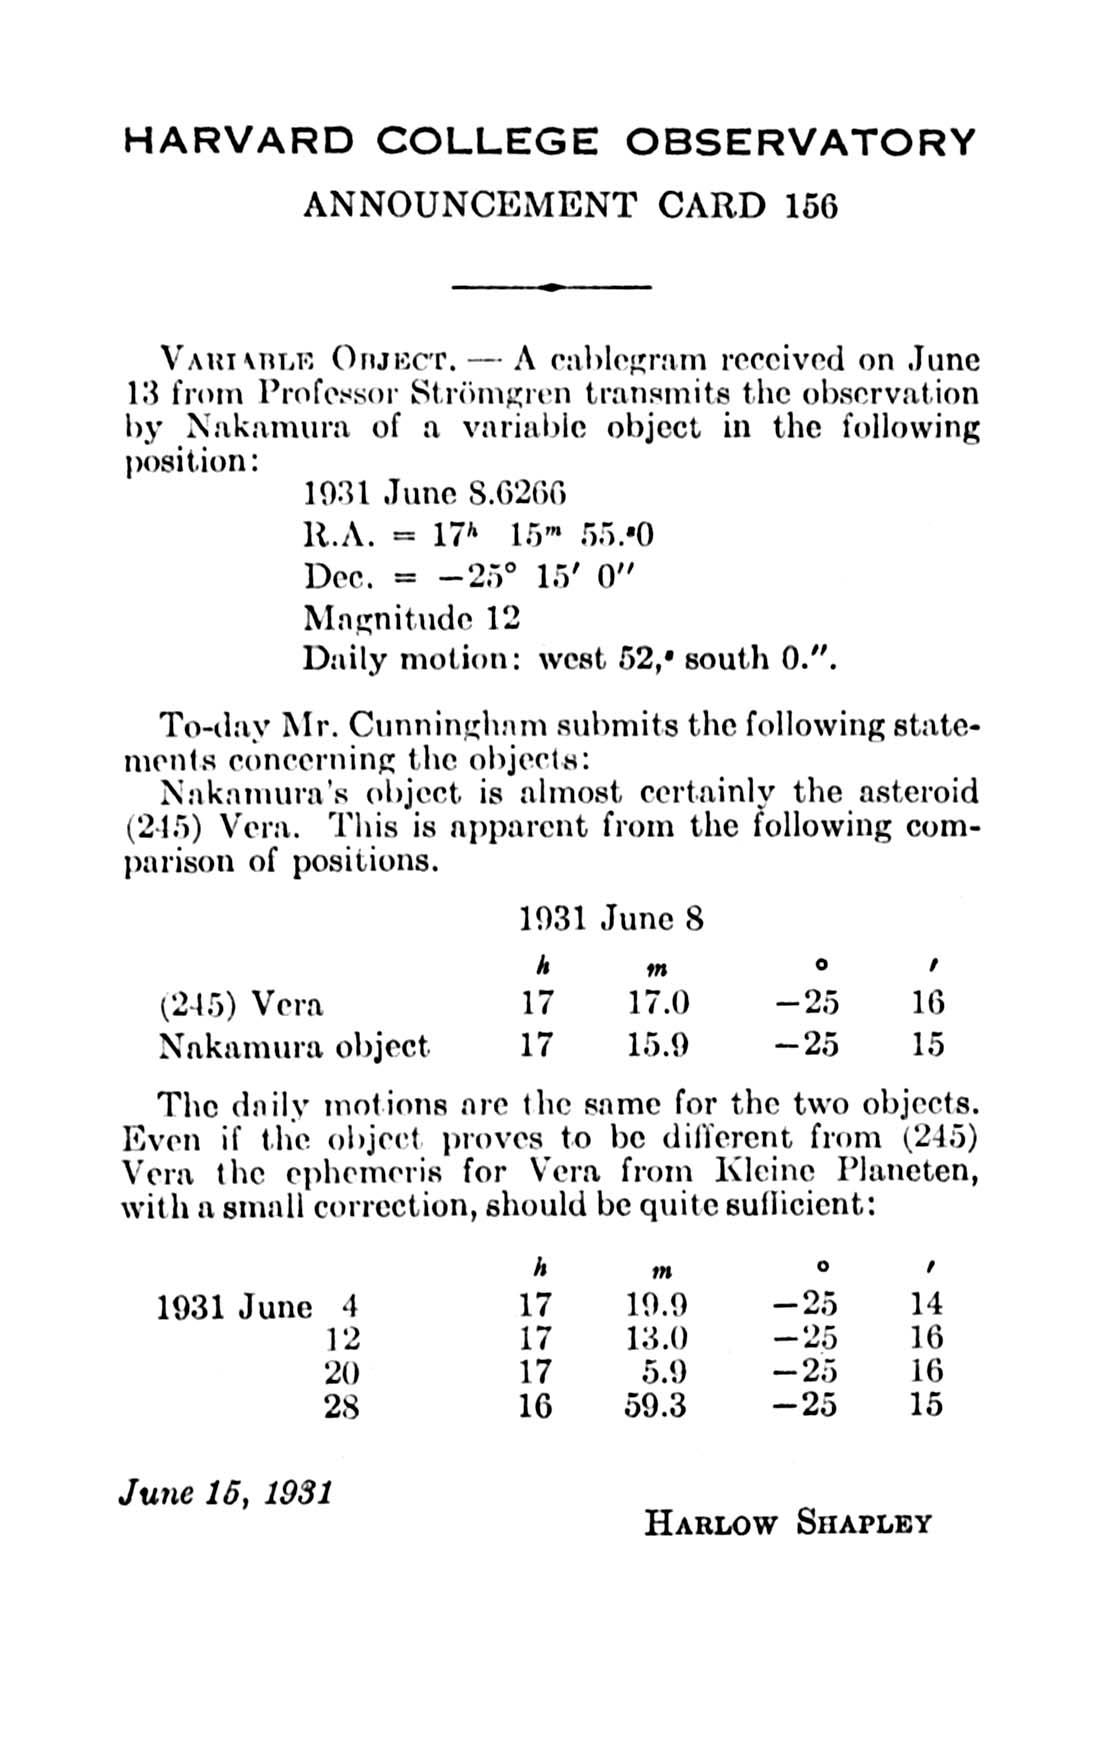 HARVARD COLLEGE OBSERVATORY
ANNOUNCEMENT CARD 156
VARIABLE OBJECT. — A cablegram received on June
13 from Professor Strömgren transmits the observation
by Nakamura of a variable object in the following
position:
1931 June 8.6266
R.A. = 17ʰ 15ᵐ 55.ˢ0
Dec. = −25° 15′ 0″
Magnitude 12
Daily motion: west 52,ˢ south 0.″.
To-day Mr. Cunningham submits the following state-
ments concerning the objects:
Nakamura's object is almost certainly the asteroid
(245) Vera. This is apparent from the following com-
parison of positions.
1931 June 8
h m ° ′
(245) Vera 17 17.0 −25 16
Nakamura object 17 15.9 −25 15
The daily motions are the same for the two objects.
Even if the object proves to be different from (245)
Vera the ephemeris for Vera from Kleine Planeten,
with a small correction, should be quite sufficient:
h m ° ′
1931 June 4 17 19.9 −25 14
12 17 13.0 −25 16
20 17 5.9 −25 16
28 16 59.3 −25 15
June 15, 1931
HARLOW SHAPLEY